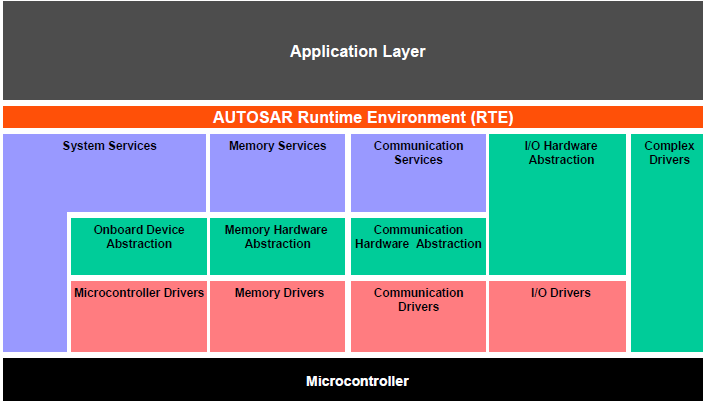 Application Layer
AUTOSAR Runtime Environment (RTE)
System Services
Memory Services
Communication
Services
I/O Hardware
Abstraction
Complex
Drivers
Onboard Device
Abstraction
Memory Hardware
Abstraction
Communication
Hardware Abstraction
Microcontroller Drivers
Memory Drivers
Communication
Drivers
I/O Drivers
Microcontroller